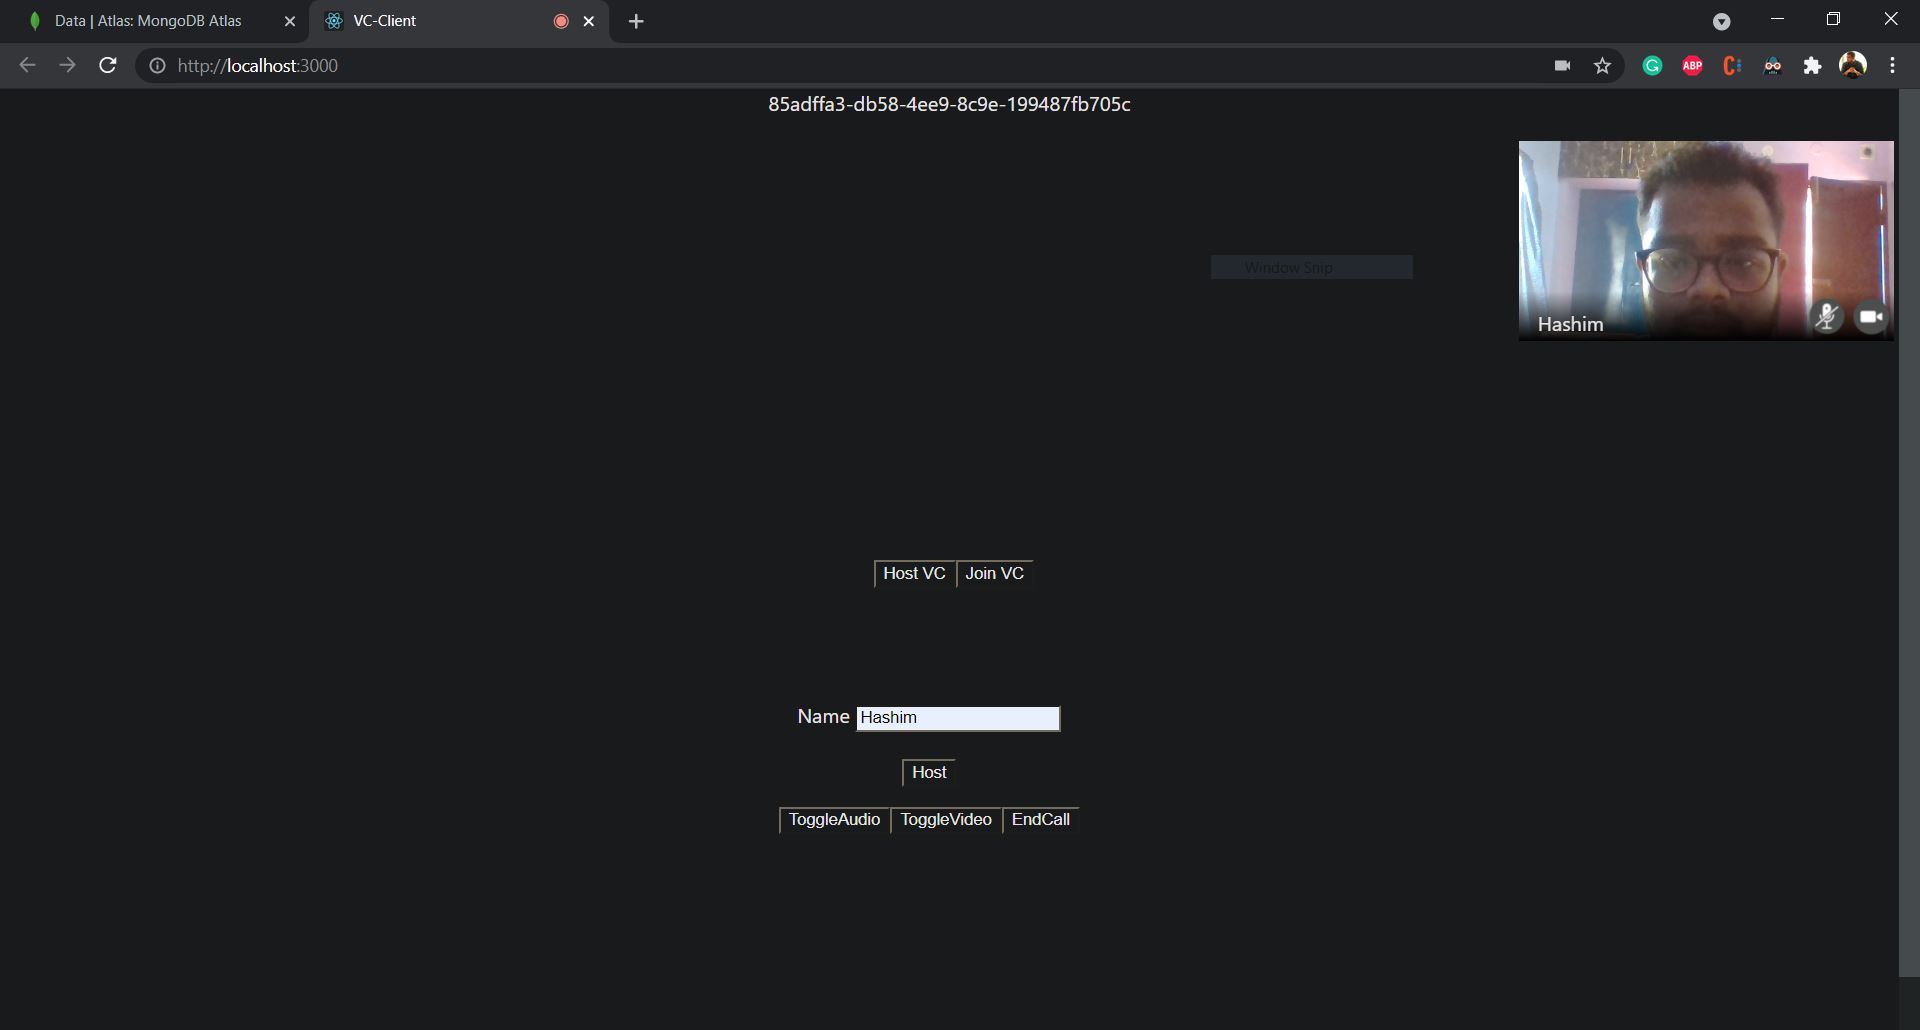 Data | Atlas: MongoDB Atlas
VC-Client
http://localhost:3000
ABP
85adffa3-db58-4ee9-8c9e-199487fb705c
Window Snip
Hashim
Host VC
Join VC
Name Hashim
Host
ToggleAudio
ToggleVideo
EndCall